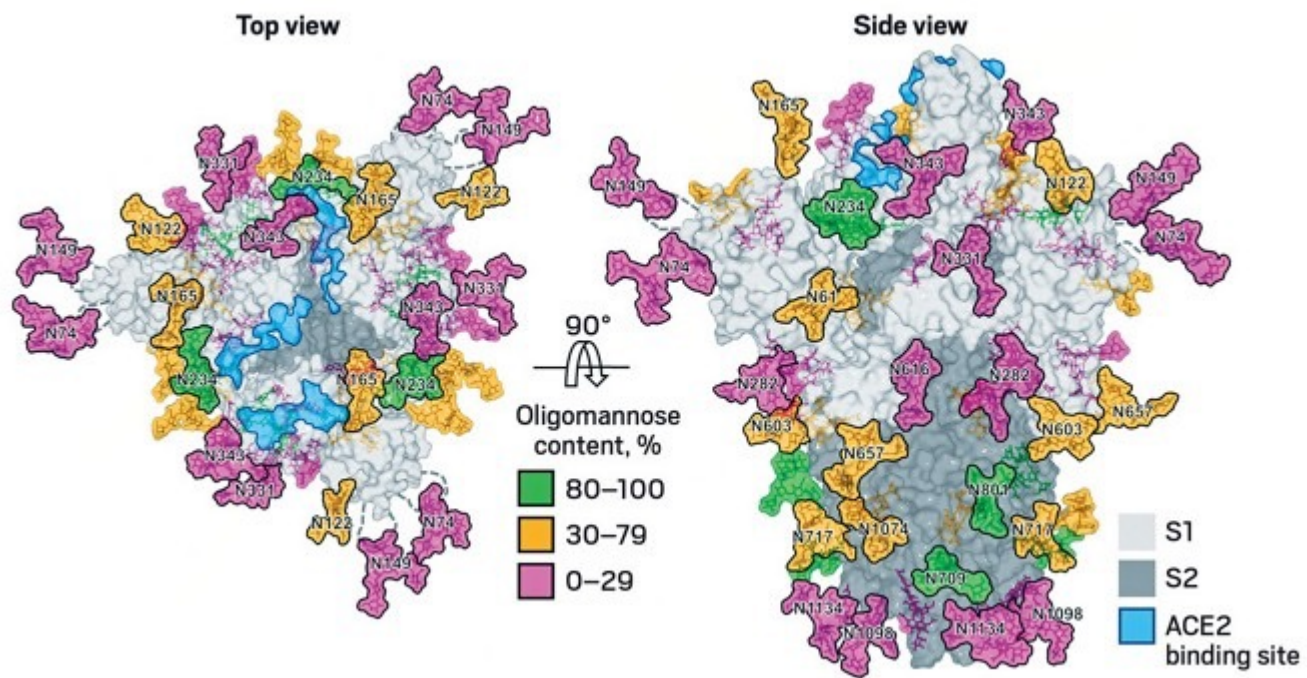 Top view
Side view
N74
N149
N331
N234
N165
N122
N122
N343
N149
N165
N331
N343
N74
N234
N165
N234
N343
N331
N122
N74
N149
90°
Oligomannose
content, %
80–100
30–79
0–29
N165
N343
N343
N122
N149
N149
N234
N74
N331
N74
N61
N282
N616
N282
N657
N603
N603
N657
N801
N717
N1074
N717
N709
N1134
N1098
N1134
N1098
S1
S2
ACE2
binding site